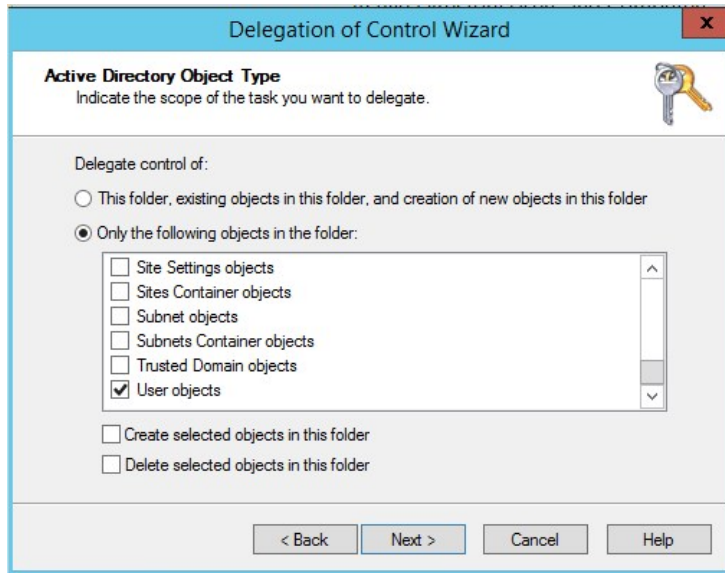 Delegation of Control Wizard
x
Active Directory Object Type
Indicate the scope of the task you want to delegate.
Delegate control of:
This folder, existing objects in this folder, and creation of new objects in this folder
Only the following objects in the folder:
Site Settings objects
Sites Container objects
Subnet objects
Subnets Container objects
Trusted Domain objects
User objects
Create selected objects in this folder
Delete selected objects in this folder
< Back
Next >
Cancel
Help